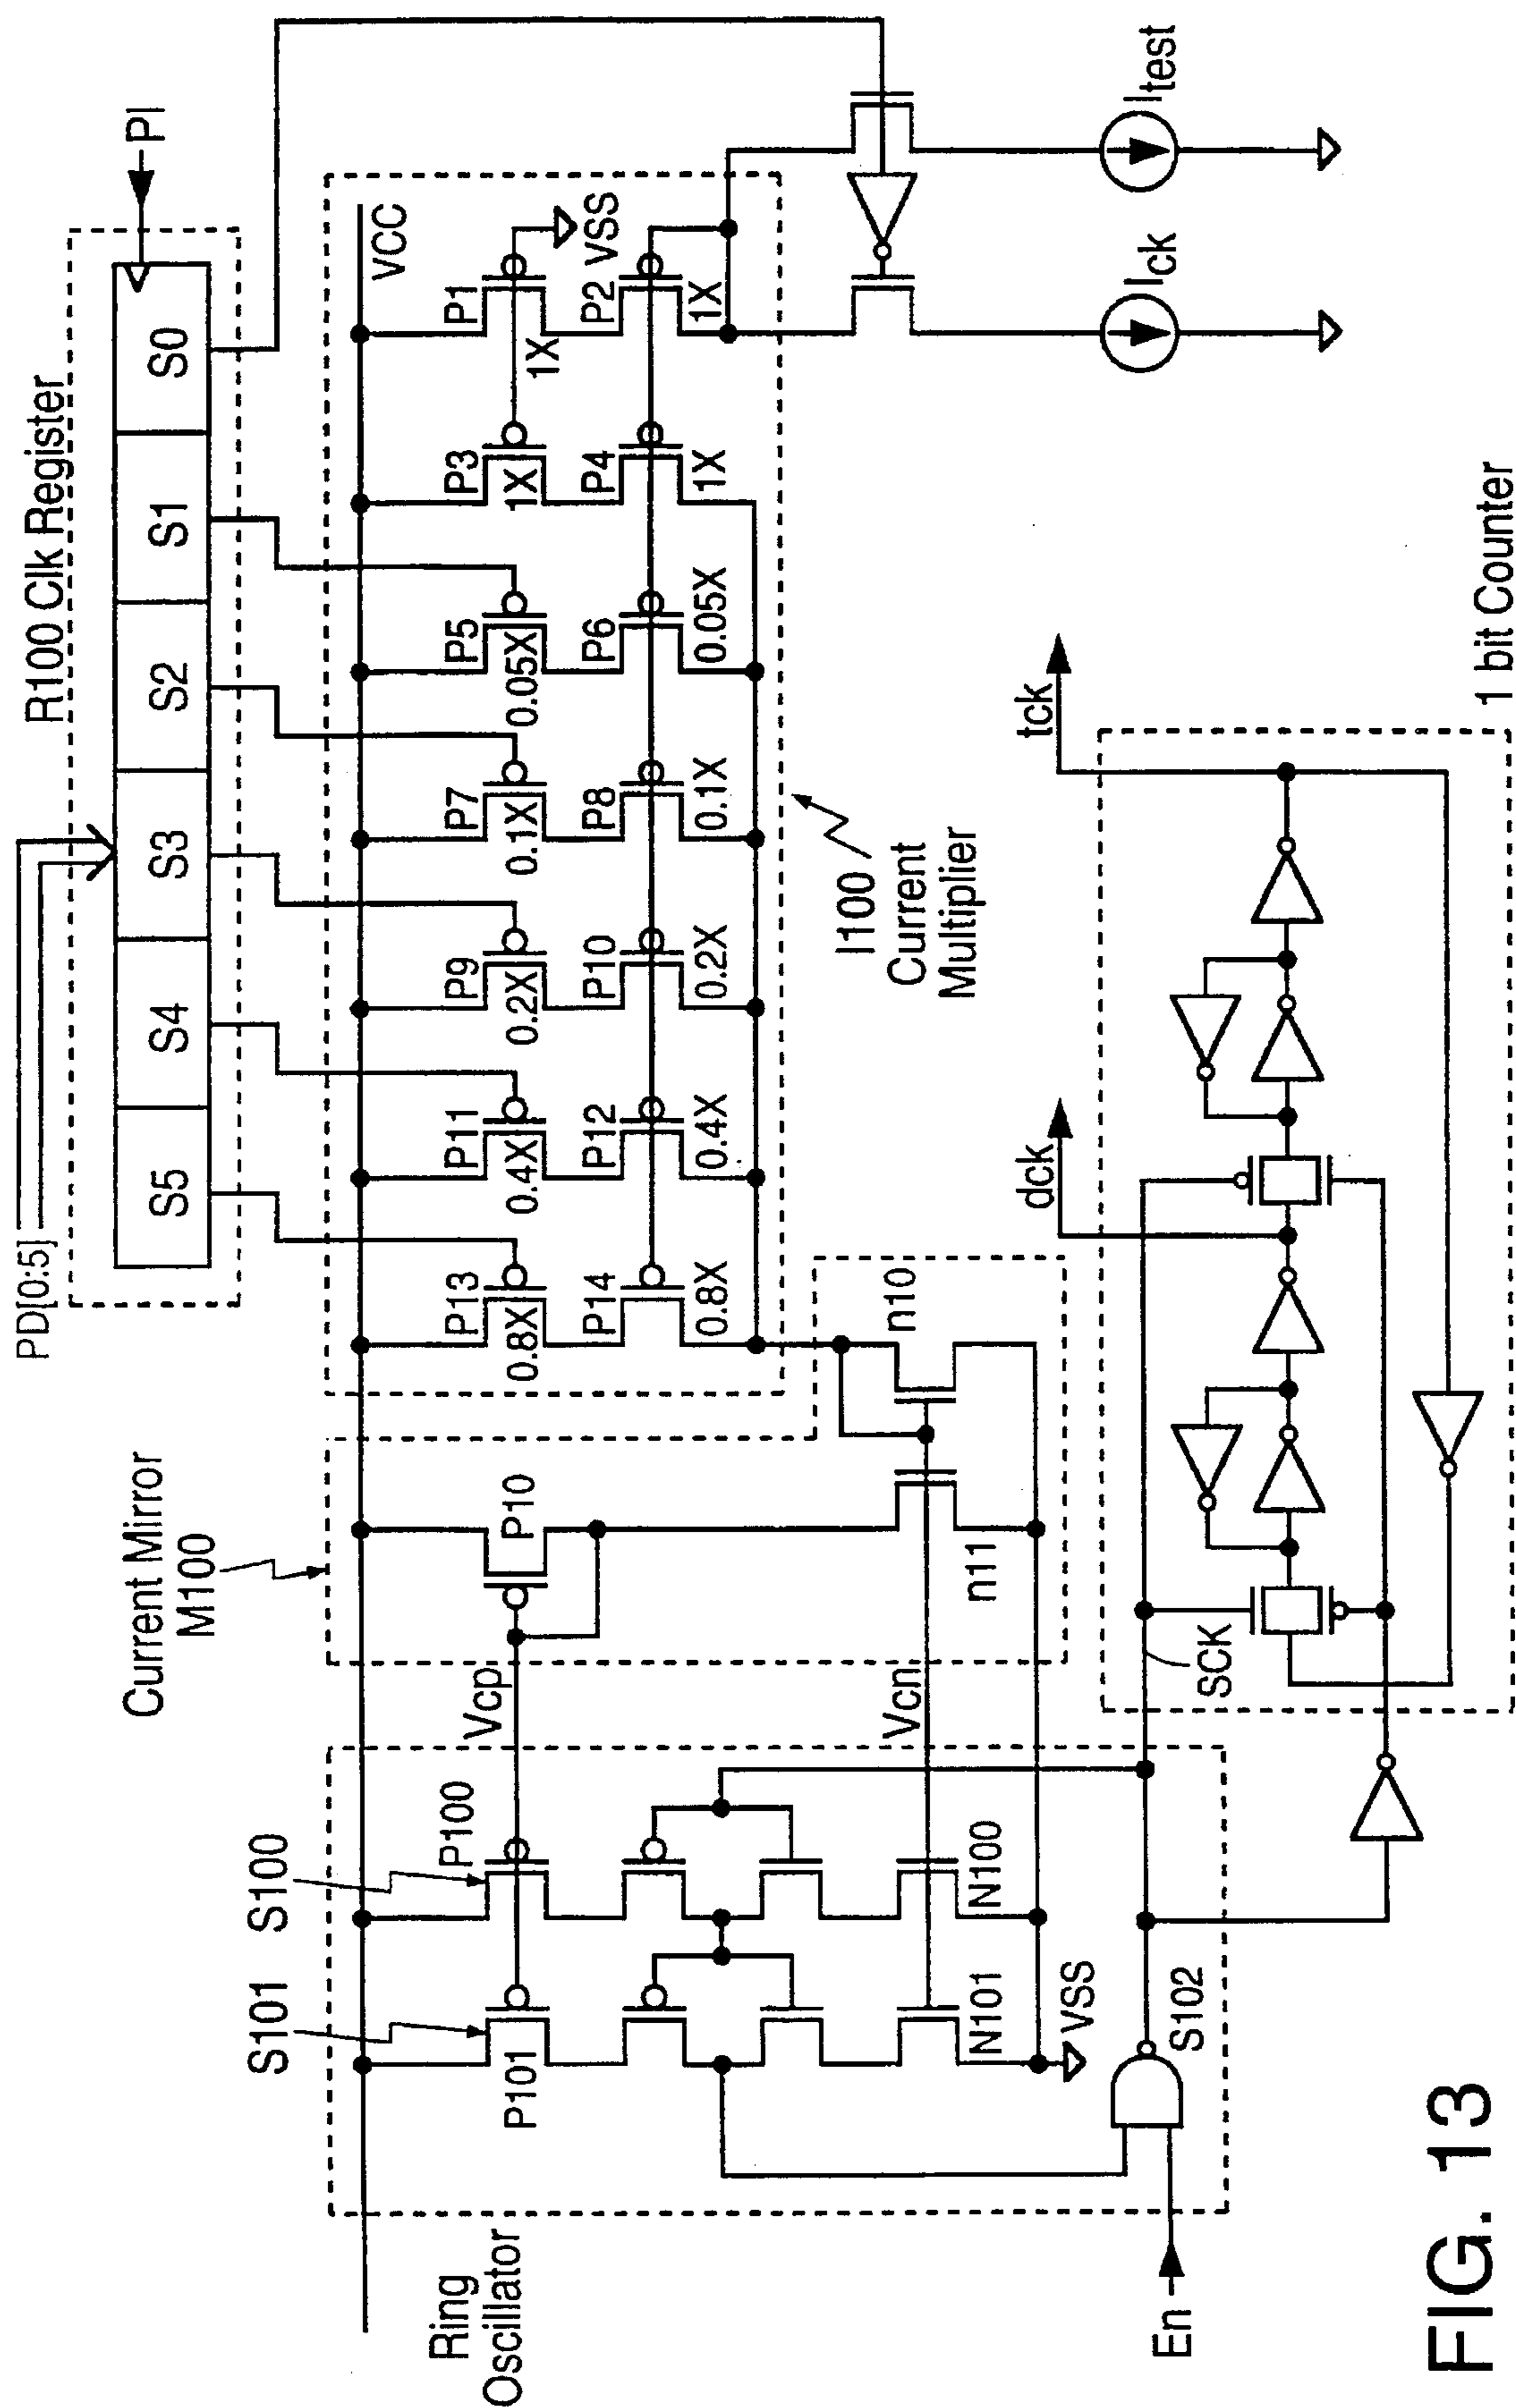 PD[0:5]
R100 Clk Register
S5
S4
S3
S2
S1
S0
PI
Current Mirror
M100
VCC
S101
S100
P101
P100
Vcp
P10
P13
0.8X
P11
0.4X
P9
0.2X
P7
0.1X
P5
0.05X
P3
1X
P1
1X
VSS
P14
0.8X
P12
0.4X
P10
0.2X
P8
0.1X
P6
0.05X
P4
1X
P2
1X
Ring
Oscillator
N101
N100
Vcn
n11
n10
VSS
I100
Current
Multiplier
Ick
Itest
En
S102
SCK
dck
tck
1 bit Counter
FIG. 13